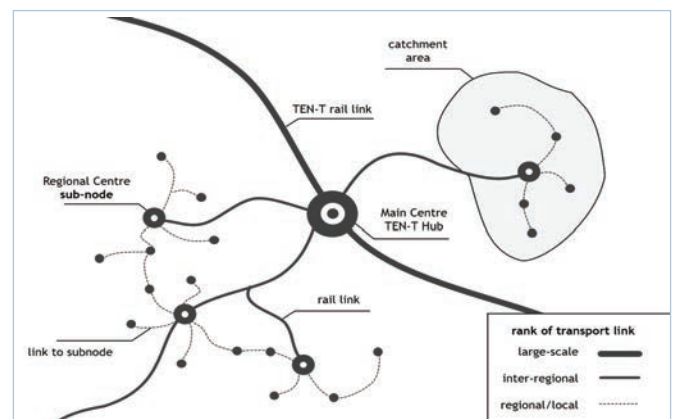 catchment
area
TEN-T rail link
Regional Centre
sub-node
Main Centre
TEN-T Hub
rail link
link to subnode
rank of transport link
large-scale
inter-regional
regional/local